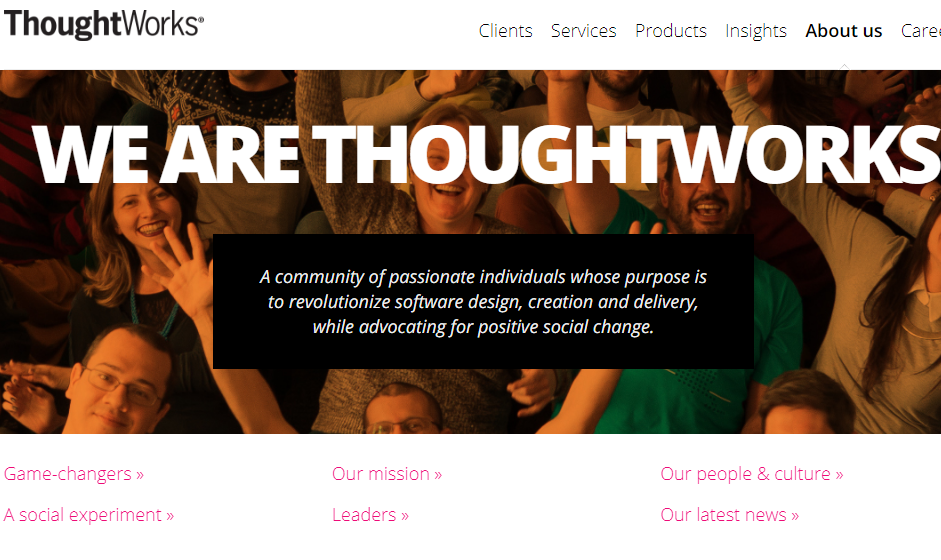 ThoughtWorks®
Clients Services Products Insights About us Caree
WE ARE THOUGHTWORKS
A community of passionate individuals whose purpose is
to revolutionize software design, creation and delivery,
while advocating for positive social change.
Game-changers » Our mission » Our people & culture »
A social experiment » Leaders » Our latest news »